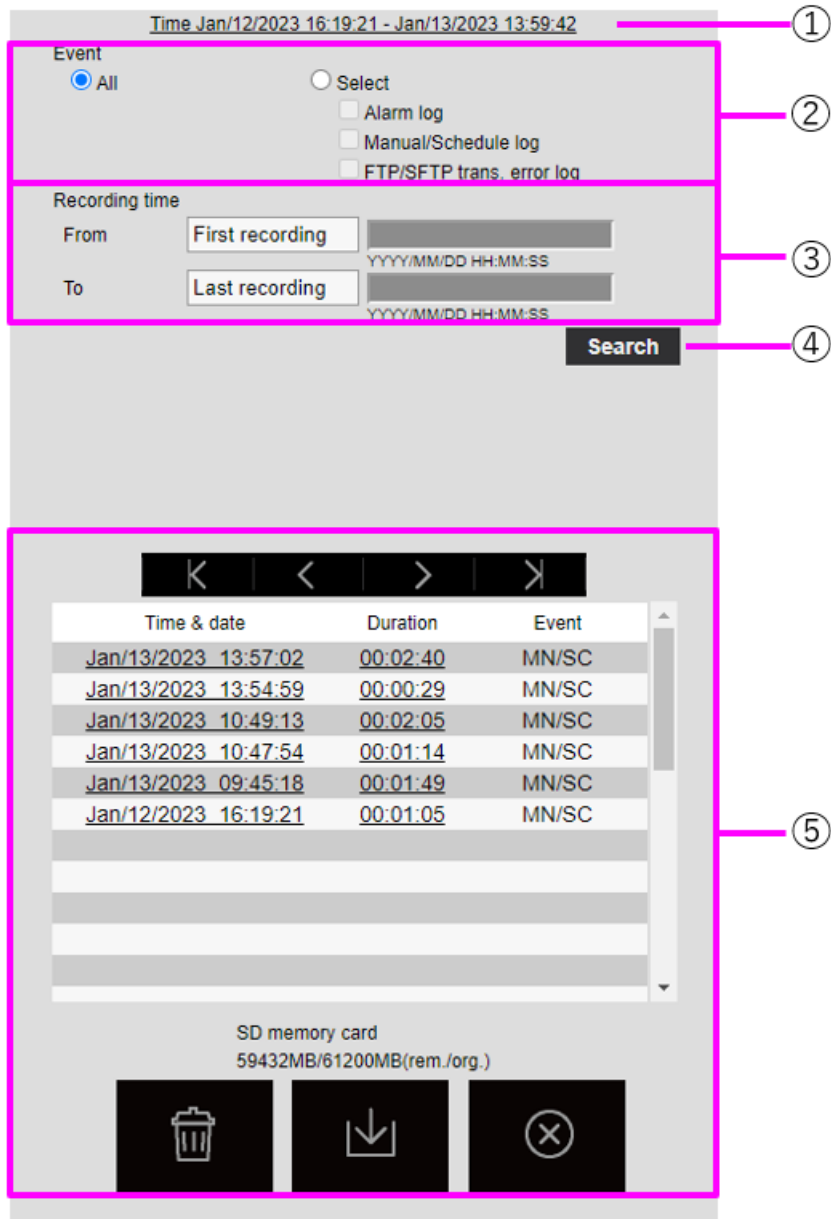 Time Jan/12/2023 16:19:21 - Jan/13/2023 13:59:42 ①
Event
All Select
Alarm log
②
Manual/Schedule log
FTP/SFTP trans. error log
Recording time
From First recording
YYYY/MM/DD HH:MM:SS ③
To Last recording
YYYY/MM/DD HH:MM:SS
Search ④
Time & date Duration Event
Jan/13/2023 13:57:02 00:02:40 MN/SC
Jan/13/2023 13:54:59 00:00:29 MN/SC
Jan/13/2023 10:49:13 00:02:05 MN/SC
Jan/13/2023 10:47:54 00:01:14 MN/SC
Jan/13/2023 09:45:18 00:01:49 MN/SC
Jan/12/2023 16:19:21 00:01:05 MN/SC
⑤
SD memory card
59432MB/61200MB(rem./org.)